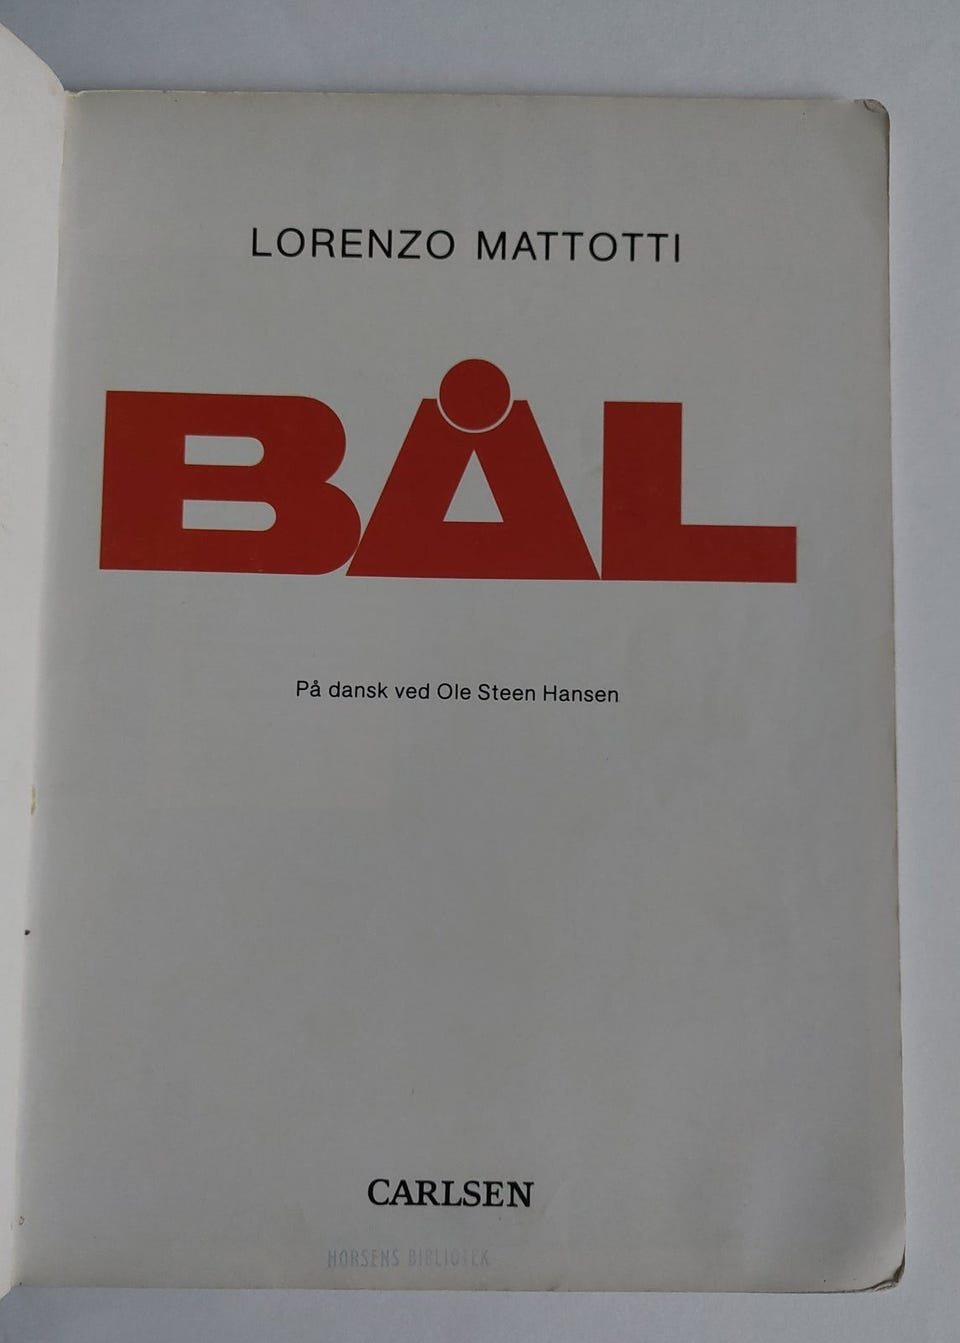 LORENZO MATTOTTI
BÅL
På dansk ved Ole Steen Hansen
CARLSEN
HORSENS BIBLIOTEK